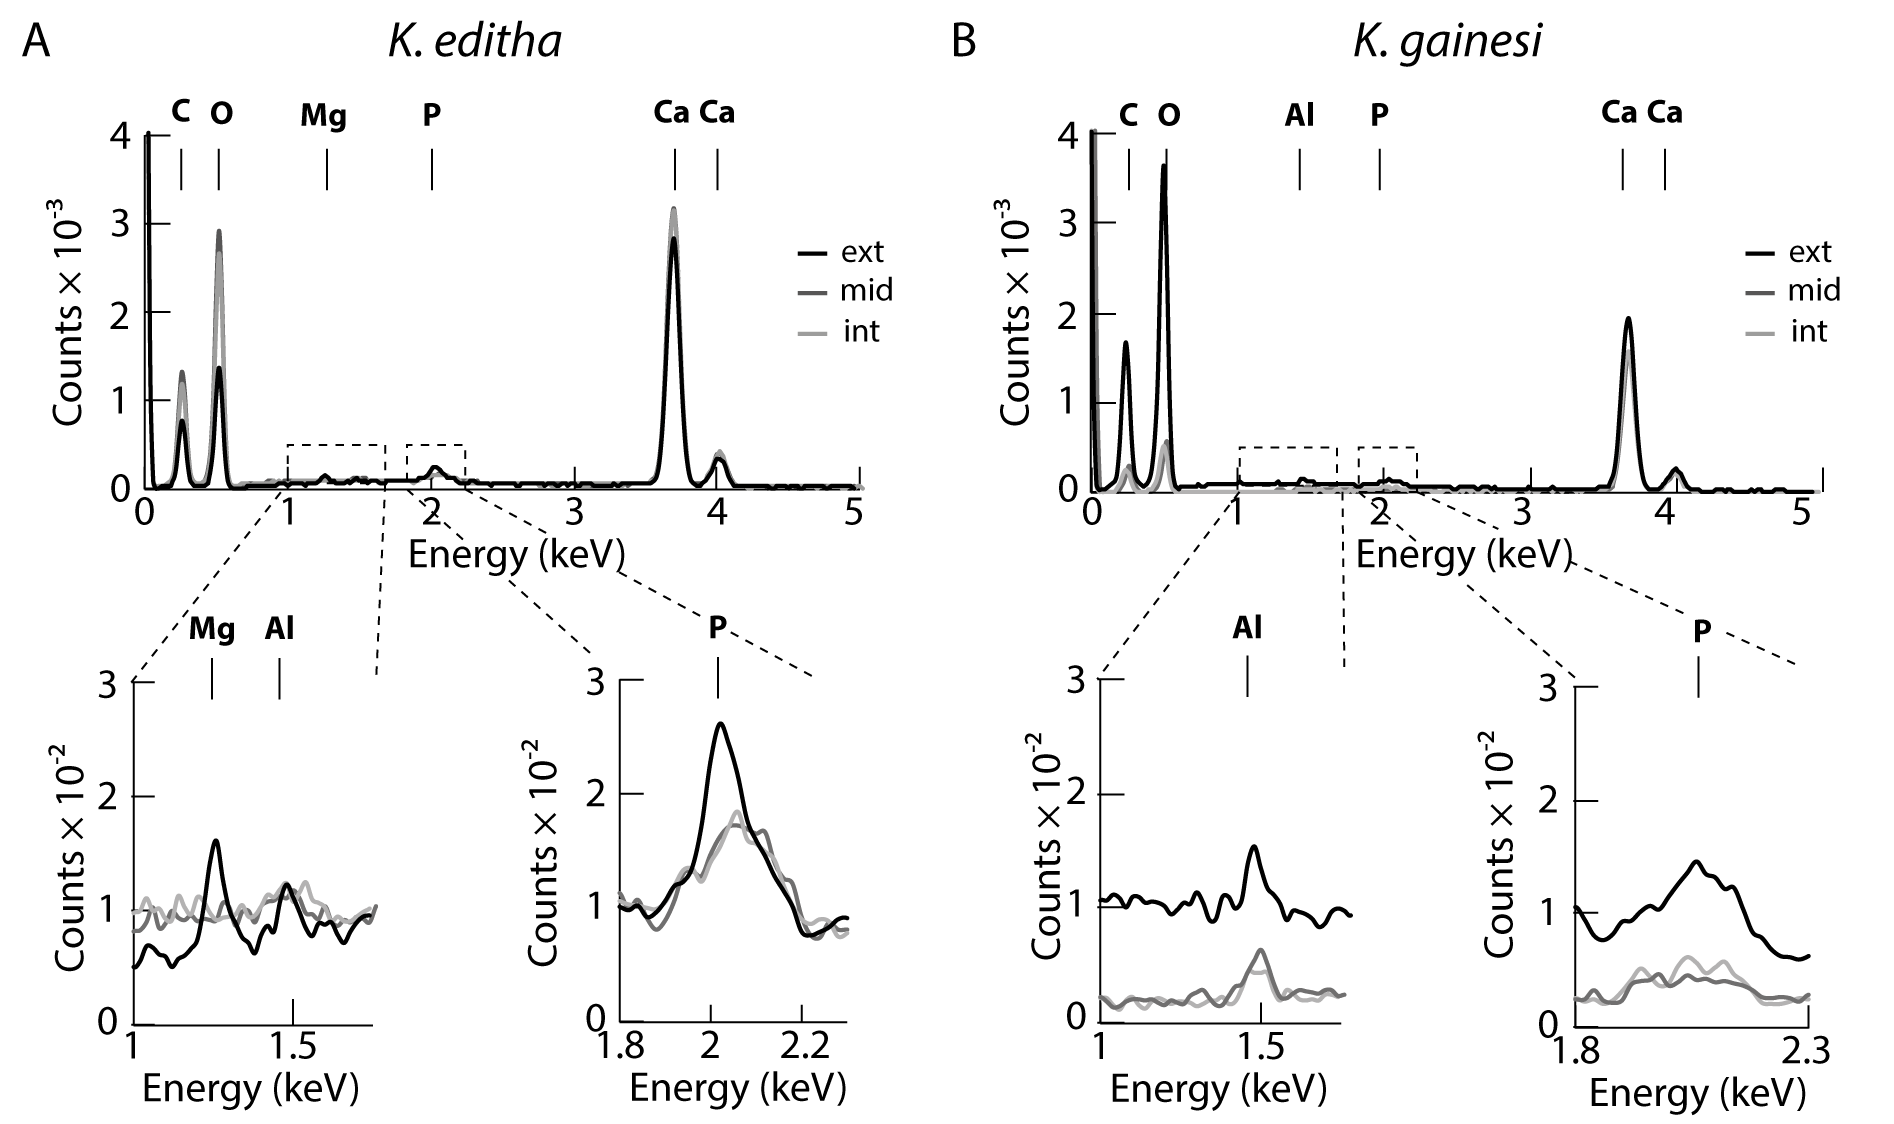 A
K. editha
C O Mg P Ca Ca
4
3
2
1
0
Counts × 10⁻³
ext
mid
int
0 1 2 3 4 5
Energy (keV)
Mg Al
3
2
1
0
Counts × 10⁻²
1 1.5
Energy (keV)
P
3
2
1
0
Counts × 10⁻²
1.8 2 2.2
Energy (keV)
B
K. gainesi
C O Al P Ca Ca
4
3
2
1
0
Counts × 10⁻³
ext
mid
int
0 1 2 3 4 5
Energy (keV)
Al
3
2
1
0
Counts × 10⁻²
1 1.5
Energy (keV)
P
3
2
1
0
Counts × 10⁻²
1.8 2.3
Energy (keV)